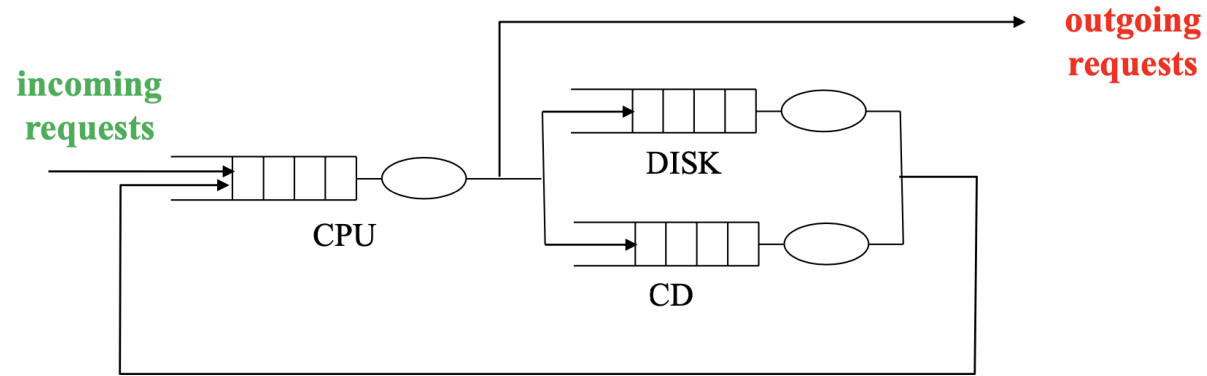 outgoing
requests
incoming
requests
DISK
CPU
CD